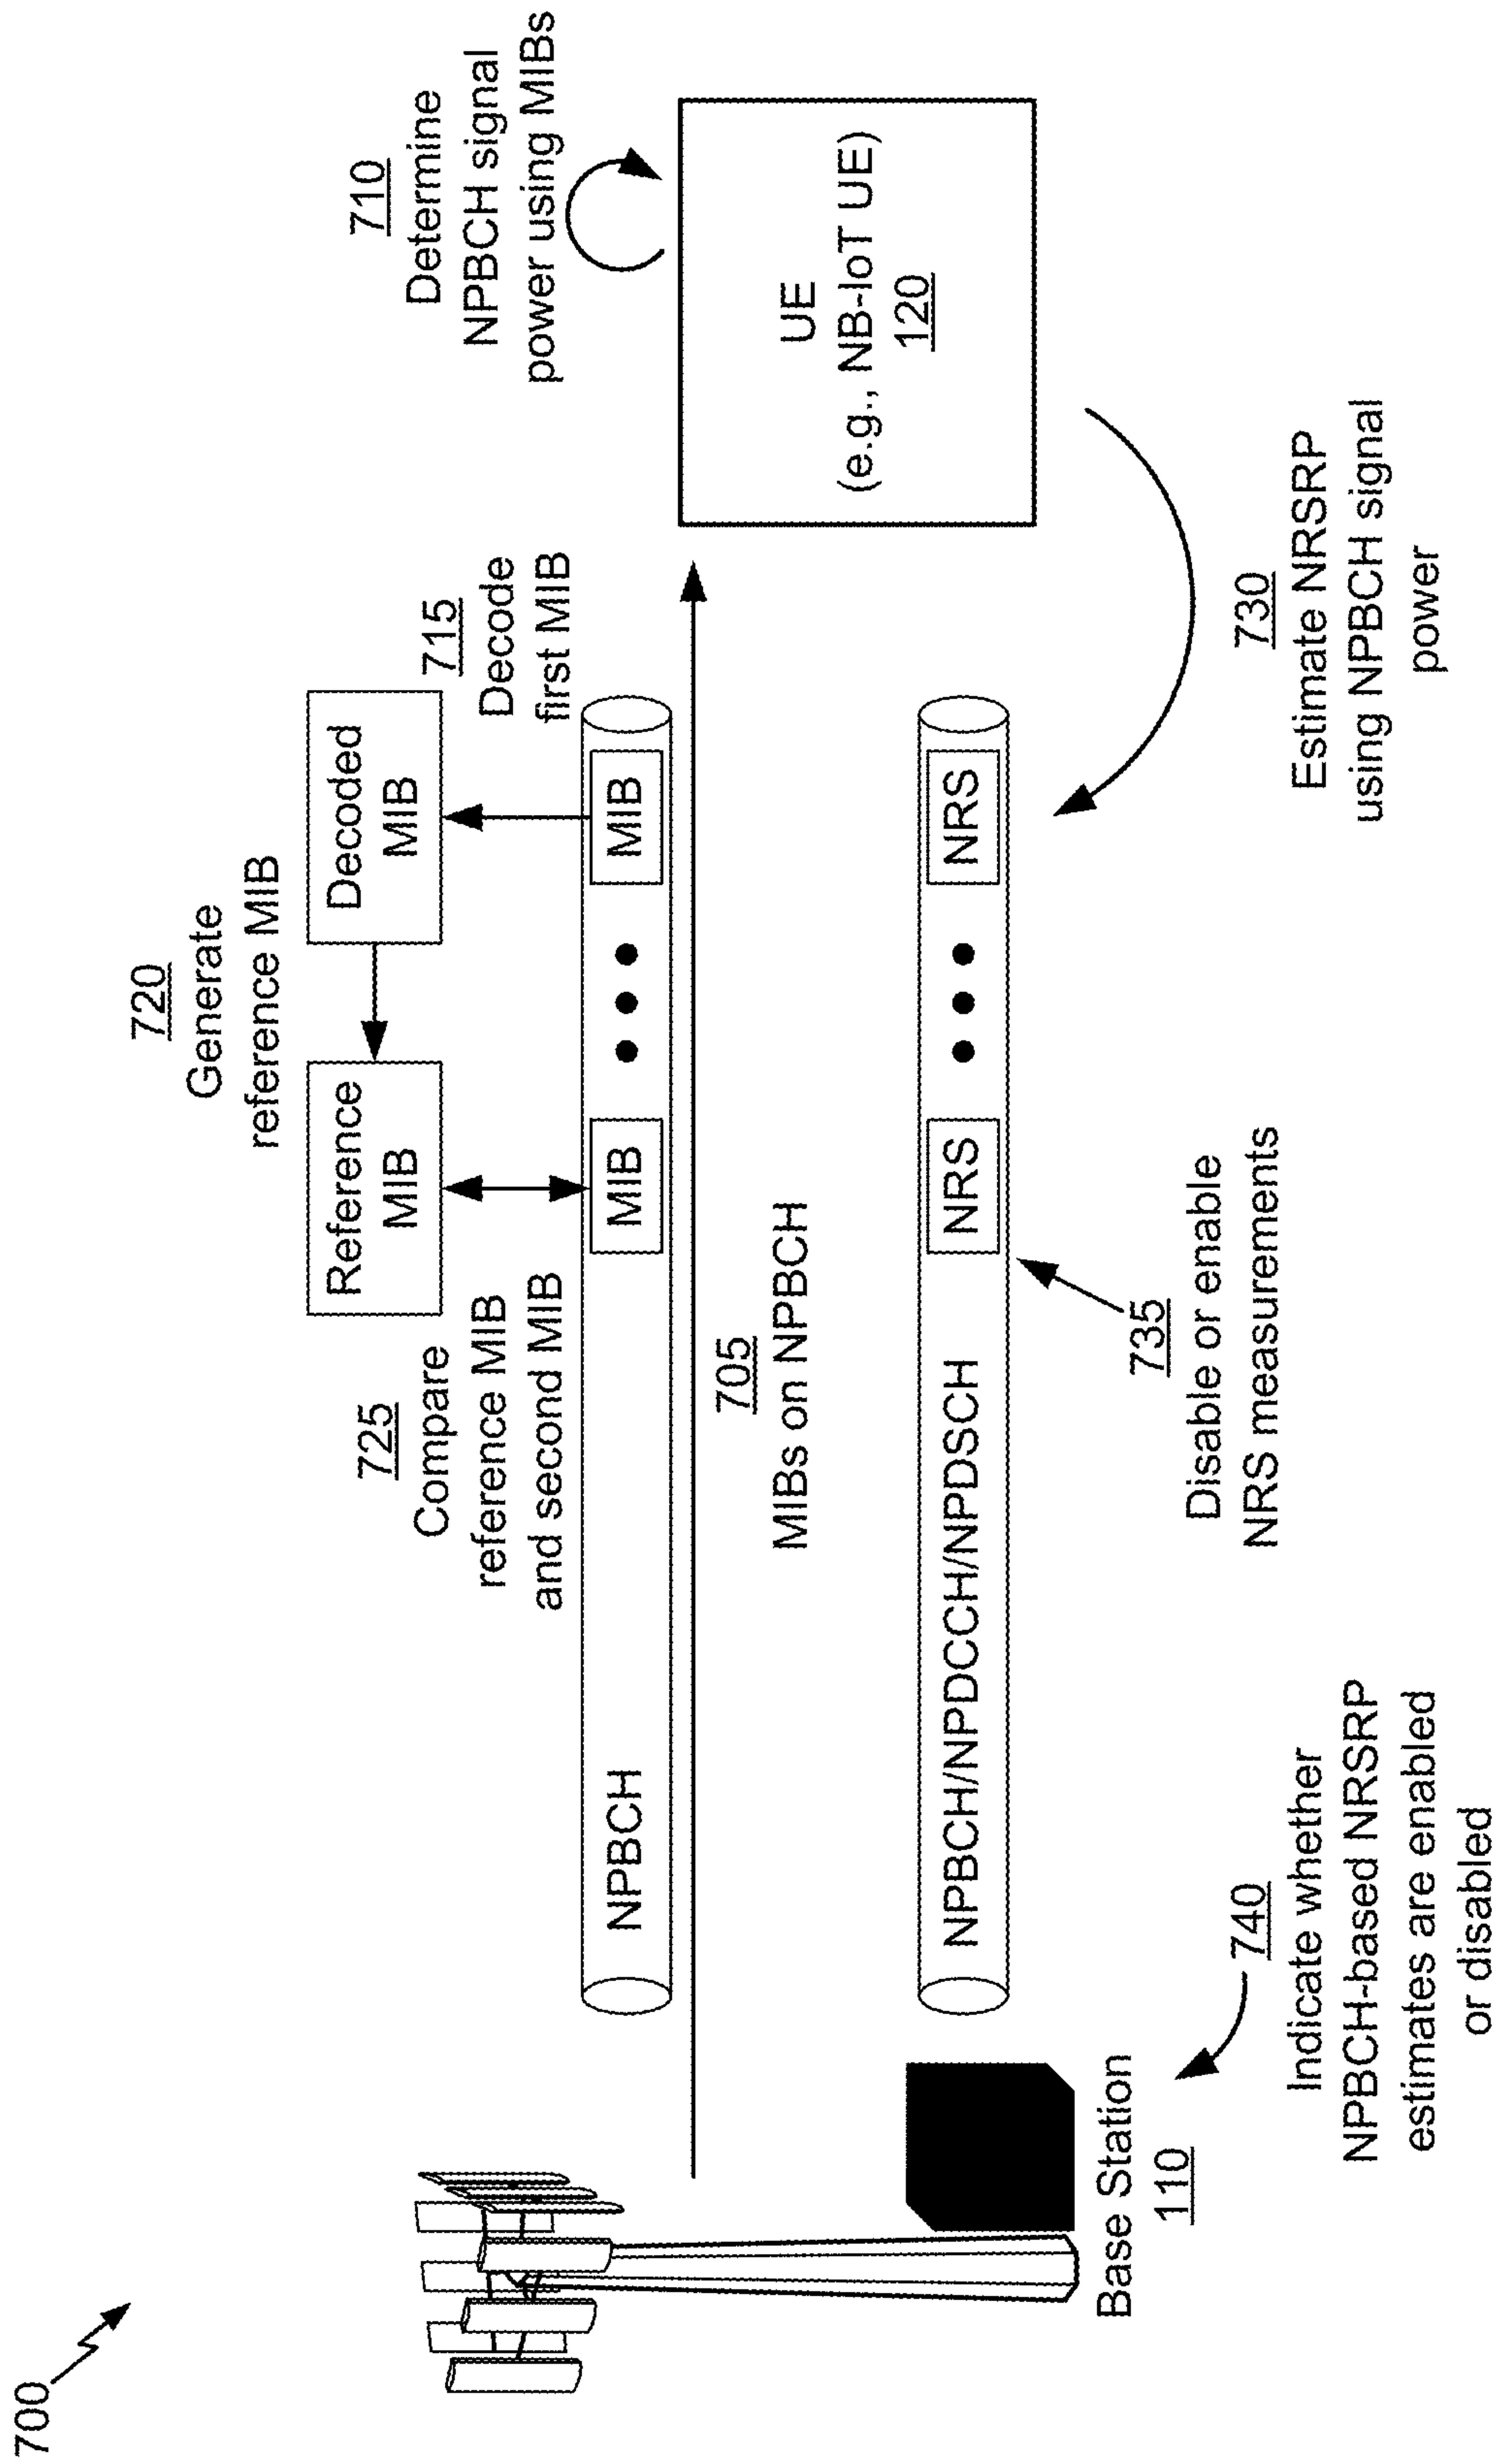 700
720
Generate
reference MIB
710
Determine
NPBCH signal
power using MIBs
725
Compare
reference MIB
and second MIB
Reference
MIB
Decoded
MIB
715
Decode
first MIB
NPBCH
MIB
MIB
705
MIBs on NPBCH
UE
(e.g., NB-IoT UE)
120
NPBCH/NPDCCH/NPDSCH
NRS
NRS
Base Station
110
740
Indicate whether
NPBCH-based NRSRP
estimates are enabled
or disabled
735
Disable or enable
NRS measurements
730
Estimate NRSRP
using NPBCH signal
power